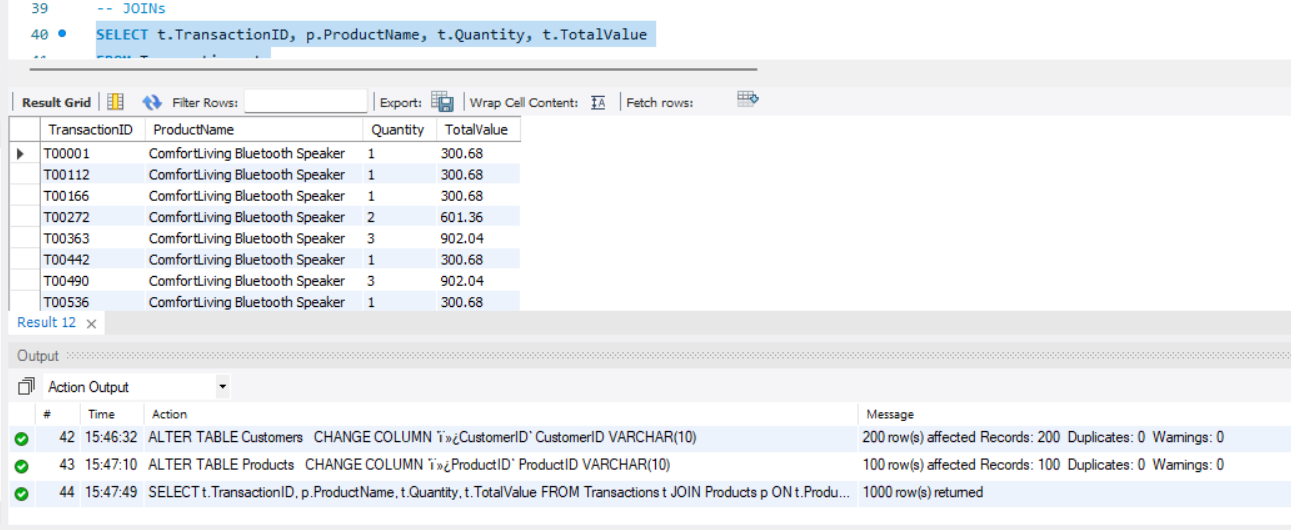 39 -- JOINs
40 SELECT t.TransactionID, p.ProductName, t.Quantity, t.TotalValue
Result Grid Filter Rows: Export: Wrap Cell Content: Fetch rows:
TransactionID ProductName Quantity TotalValue
T00001 ComfortLiving Bluetooth Speaker 1 300.68
T00112 ComfortLiving Bluetooth Speaker 1 300.68
T00166 ComfortLiving Bluetooth Speaker 1 300.68
T00272 ComfortLiving Bluetooth Speaker 2 601.36
T00363 ComfortLiving Bluetooth Speaker 3 902.04
T00442 ComfortLiving Bluetooth Speaker 1 300.68
T00490 ComfortLiving Bluetooth Speaker 3 902.04
T00536 ComfortLiving Bluetooth Speaker 1 300.68
Result 12
Output
Action Output
# Time Action Message
42 15:46:32 ALTER TABLE Customers CHANGE COLUMN `ï»¿CustomerID` CustomerID VARCHAR(10) 200 row(s) affected Records: 200 Duplicates: 0 Warnings: 0
43 15:47:10 ALTER TABLE Products CHANGE COLUMN `ï»¿ProductID` ProductID VARCHAR(10) 100 row(s) affected Records: 100 Duplicates: 0 Warnings: 0
44 15:47:49 SELECT t.TransactionID, p.ProductName, t.Quantity, t.TotalValue FROM Transactions t JOIN Products p ON t.Produ... 1000 row(s) returned